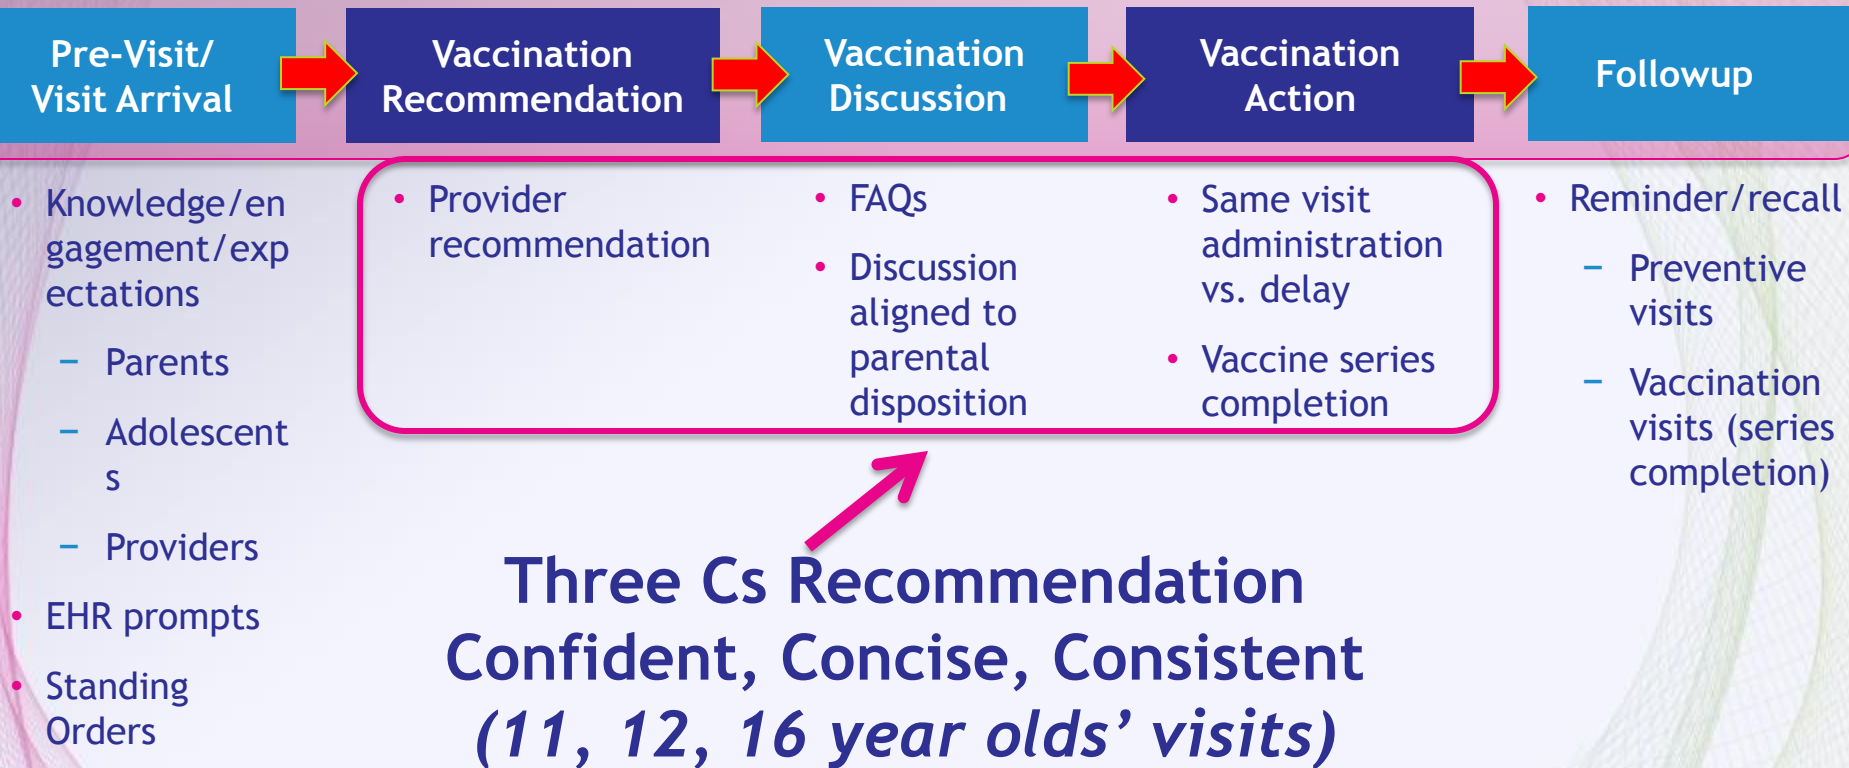 Pre-Visit/
Visit Arrival
Vaccination
Recommendation
Vaccination
Discussion
Vaccination
Action
Followup
• Knowledge/en
gagement/exp
ectations
– Parents
– Adolescent
s
– Providers
• EHR prompts
• Standing
Orders
• Provider
recommendation
• FAQs
• Discussion
aligned to
parental
disposition
• Same visit
administration
vs. delay
• Vaccine series
completion
• Reminder/recall
– Preventive
visits
– Vaccination
visits (series
completion)
Three Cs Recommendation
Confident, Concise, Consistent
(11, 12, 16 year olds’ visits)